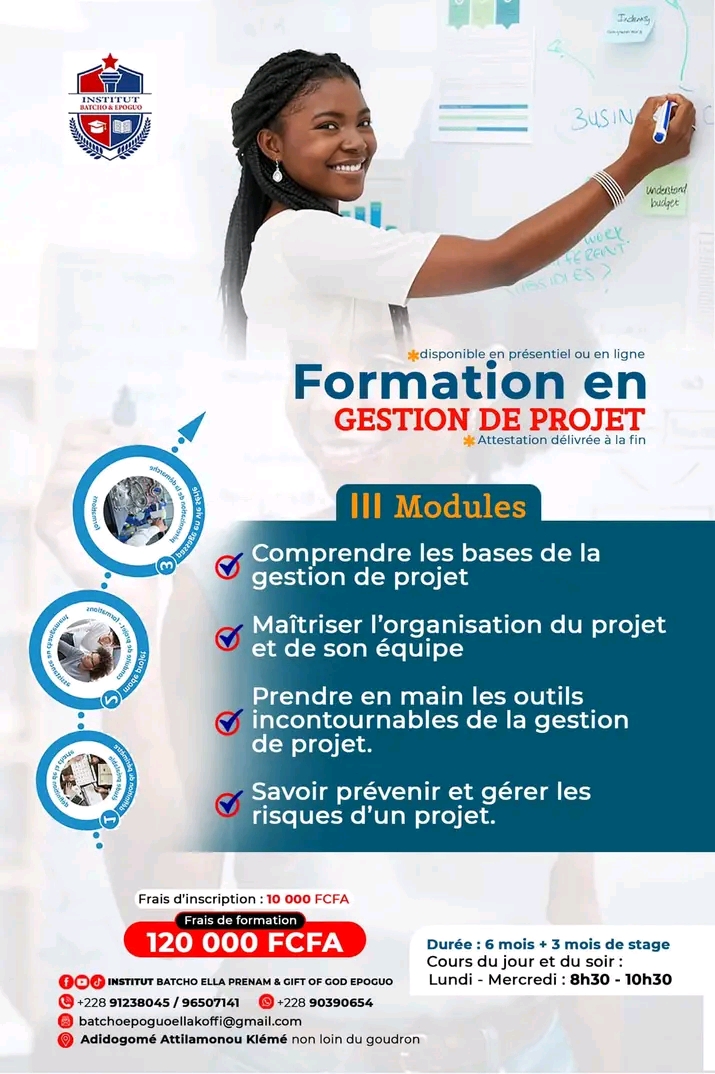 INSTITUT
BATCHO & EPOGUO
BUSIN
Understand
budget
*disponible en présentiel ou en ligne
Formation en
GESTION DE PROJET
*Attestation délivrée à la fin
III Modules
Comprendre les bases de la
gestion de projet
Maîtriser l'organisation du projet
et de son équipe
Prendre en main les outils
incontournables de la gestion
de projet.
Savoir prévenir et gérer les
risques d'un projet.
3
2
1
Frais d'inscription : 10 000 FCFA
Frais de formation
120 000 FCFA
Durée : 6 mois + 3 mois de stage
Cours du jour et du soir :
Lundi - Mercredi : 8h30 - 10h30
INSTITUT BATCHO ELLA PRENAM & GIFT OF GOD EPOGUO
+228 91238045 / 96507141 +228 90390654
batchoepoguoellakoffi@gmail.com
Adidogomé Attilamonou Klémé non loin du goudron